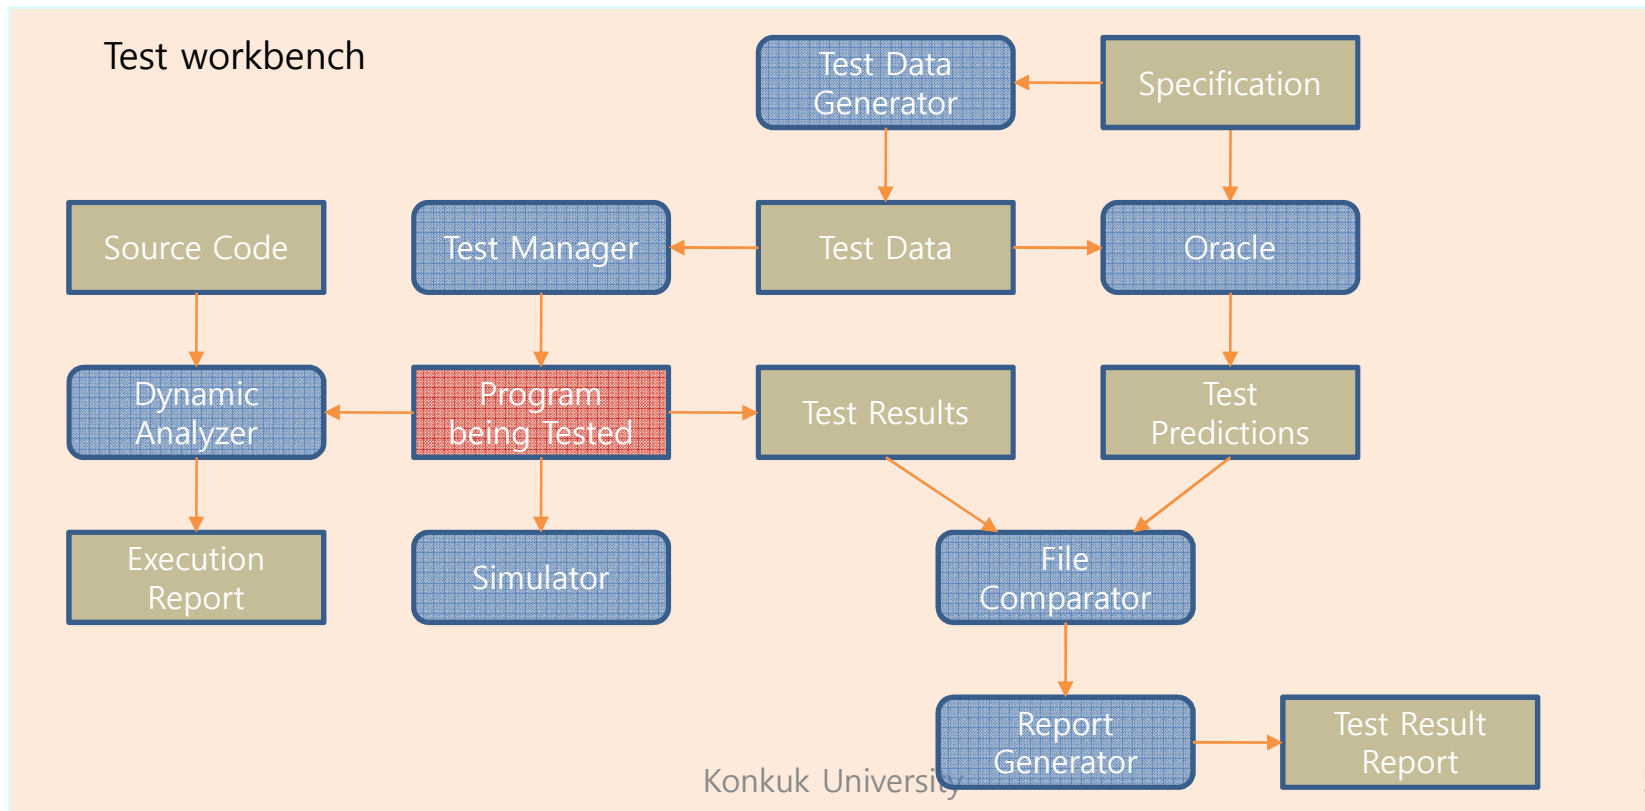 Test workbench
Test Data
Generator
Specification
Source Code
Test Manager
Test Data
Oracle
Dynamic
Analyzer
Program
being Tested
Test Results
Test
Predictions
Execution
Report
Simulator
File
Comparator
Report
Generator
Test Result
Report
Konkuk University